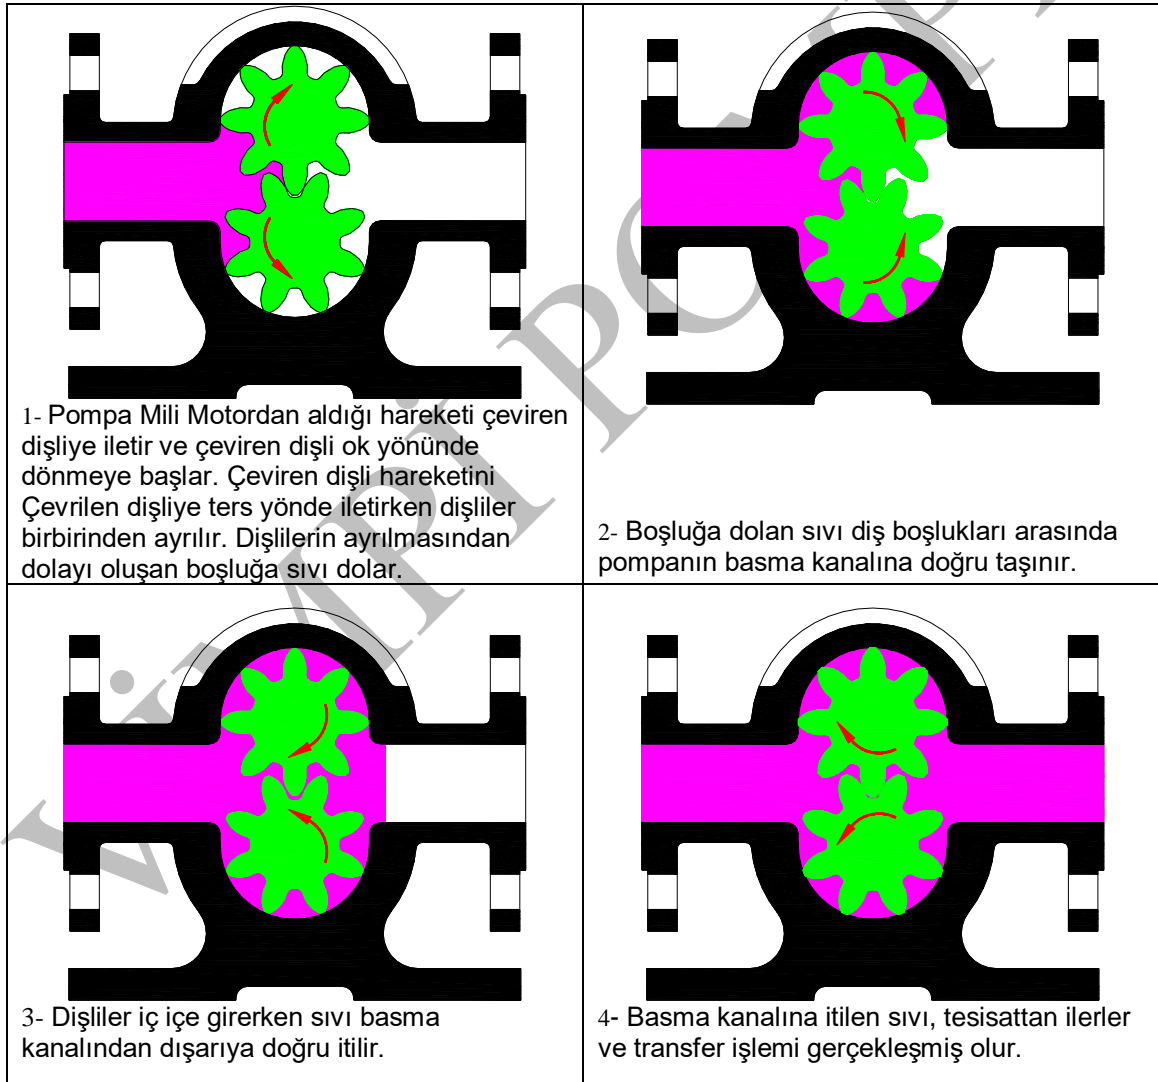 1- Pompa Mili Motordan aldığı hareketi çeviren
dişliye iletir ve çeviren dişli ok yönünde
dönmeye başlar. Çeviren dişli hareketini
Çevrilen dişliye ters yönde iletirken dişliler
birbirinden ayrılır. Dişlilerin ayrılmasından
dolayı oluşan boşluğa sıvı dolar.
2- Boşluğa dolan sıvı diş boşlukları arasında
pompanın basma kanalına doğru taşınır.
3- Dişliler iç içe girerken sıvı basma
kanalından dışarıya doğru itilir.
4- Basma kanalına itilen sıvı, tesisattan ilerler
ve transfer işlemi gerçekleşmiş olur.